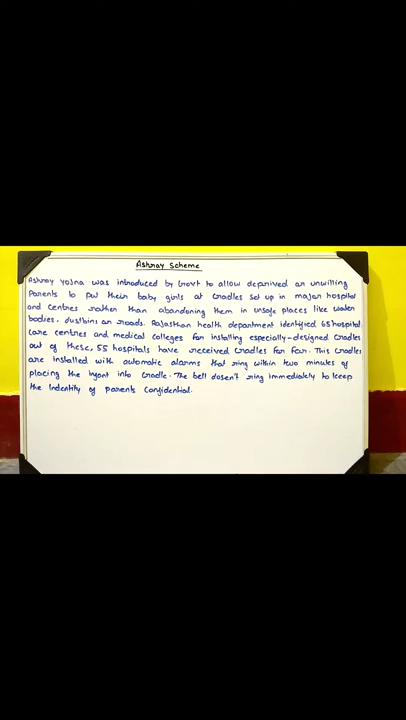 Ashray Scheme
Ashray Yojna was introduced by Govt to allow deprived an unwilling
Parents to put their baby girls at cradles set up in major hospital
and centres rather than abandoning them in unsafe places like water
bodies, dustbins an roads. Rajasthan health department identified 65 hospital
care centres and medical colleges for installing especially-designed cradles
out of these, 55 hospitals have received cradles for far. This cradles
are installed with automatic alarms that ring within two minutes of
placing the infant into cradle. The bell dosen't ring immediately to keep
the Indentity of parents confidential.